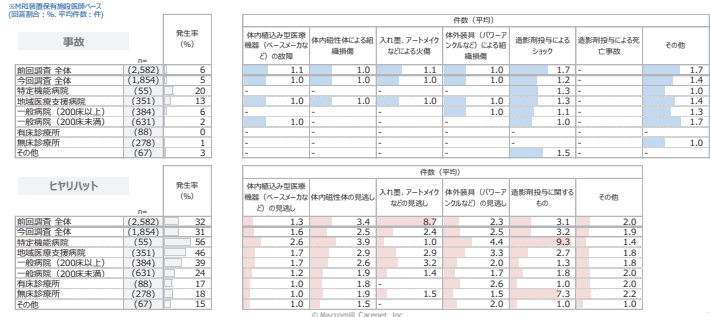 ※MRI装置保有施設医師ベース
(回答割合：%、平均件数：件)
事故
発生率
(%)
件数（平均）
体内植込み型医療機器（ペースメーカなど）の故障 体内磁性体による組織損傷 入れ墨、アートメイクなどによる火傷 体外装具（パワーアンクルなど）による組織損傷 造影剤投与によるショック 造影剤投与による死亡事故 その他
n=
前回調査 全体 (2,582) 6 1.1 1.0 1.1 1.0 1.7 - 1.7
今回調査 全体 (1,854) 5 1.0 1.0 1.0 1.0 1.2 - 1.4
特定機能病院 (55) 20 - - - - 1.3 - 1.0
地域医療支援病院 (351) 13 1.0 1.0 1.0 1.0 1.3 - 1.4
一般病院（200床以上） (384) 6 - - - 1.0 1.1 - 1.3
一般病院（200床未満） (631) 2 1.0 - - - 1.0 - 1.7
有床診療所 (88) 0 - - - - - - -
無床診療所 (278) 1 - - - - - - 1.0
その他 (67) 3 - - - - 1.5 - -
ヒヤリハット
発生率
(%)
件数（平均）
体内植込み型医療機器（ペースメーカなど）の見逃し 体内磁性体の見逃し 入れ墨、アートメイクなどの見逃し 体外装具（パワーアンクルなど）の見逃し 造影剤投与に関するもの その他
n=
前回調査 全体 (2,582) 32 1.3 3.4 8.7 2.3 3.1 2.0
今回調査 全体 (1,854) 31 1.6 2.5 2.4 2.5 3.2 1.9
特定機能病院 (55) 56 2.6 3.9 1.0 4.4 9.3 1.4
地域医療支援病院 (351) 46 1.7 2.9 2.9 3.3 2.7 1.8
一般病院（200床以上） (384) 39 1.7 2.6 3.2 2.0 1.3 1.8
一般病院（200床未満） (631) 24 1.2 1.9 1.4 1.7 1.8 2.0
有床診療所 (88) 17 1.0 1.8 - 2.6 1.0 2.0
無床診療所 (278) 18 1.0 1.9 1.5 1.5 7.3 2.2
その他 (67) 15 1.0 1.5 - 2.0 1.0 1.0
© Macromill Carenet, Inc